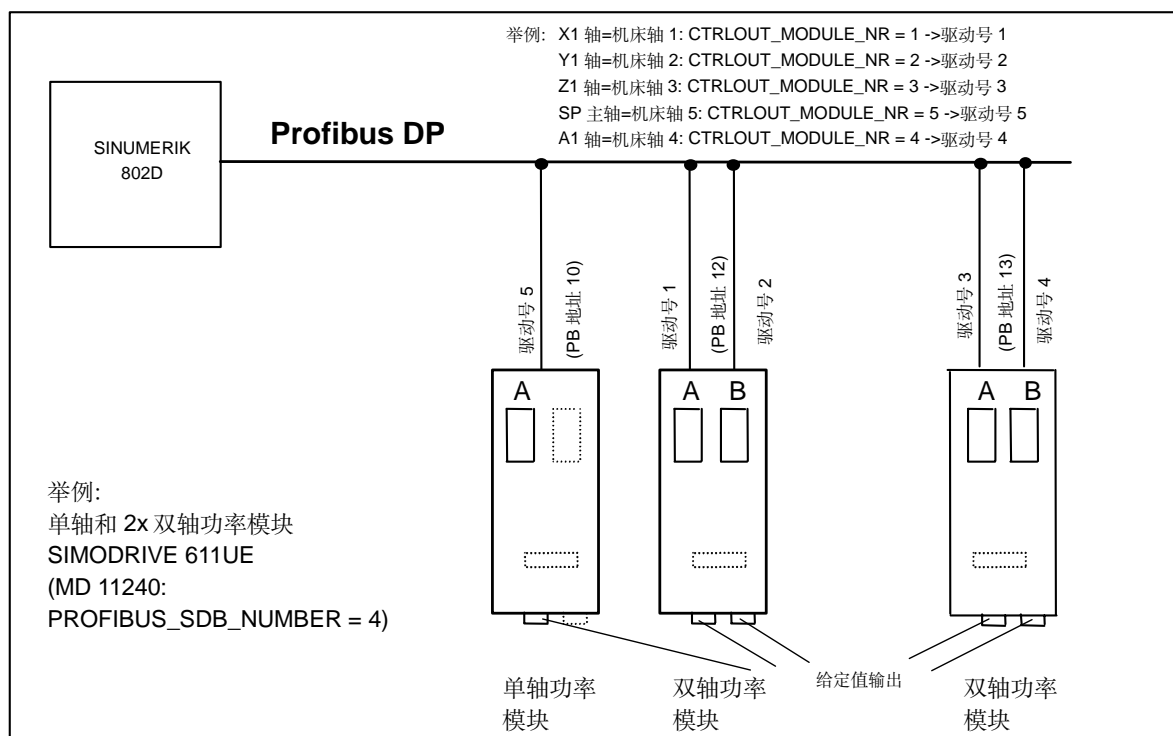 举例: X1 轴=机床轴 1: CTRLOUT_MODULE_NR = 1 ->驱动号 1
Y1 轴=机床轴 2: CTRLOUT_MODULE_NR = 2 ->驱动号 2
Z1 轴=机床轴 3: CTRLOUT_MODULE_NR = 3 ->驱动号 3
SP 主轴=机床轴 5: CTRLOUT_MODULE_NR = 5 ->驱动号 5
A1 轴=机床轴 4: CTRLOUT_MODULE_NR = 4 ->驱动号 4
SINUMERIK
802D
Profibus DP
驱动号 5
(PB 地址 10)
驱动号 1
(PB 地址 12)
驱动号 2
驱动号 3
(PB 地址 13)
驱动号 4
A
A B
A B
举例:
单轴和 2x 双轴功率模块
SIMODRIVE 611UE
(MD 11240:
PROFIBUS_SDB_NUMBER = 4)
给定值输出
单轴功率
模块
双轴功率
模块
双轴功率
模块